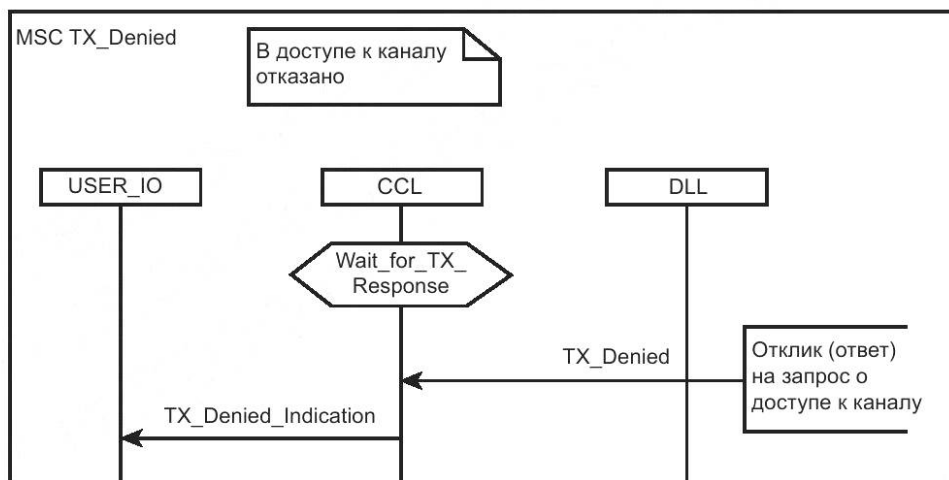 MSC TX_Denied
В доступе к каналу
отказано
USER_IO
CCL
DLL
Wait_for_TX_
Response
TX_Denied
Отклик (ответ)
на запрос о
доступе к каналу
TX_Denied_Indication